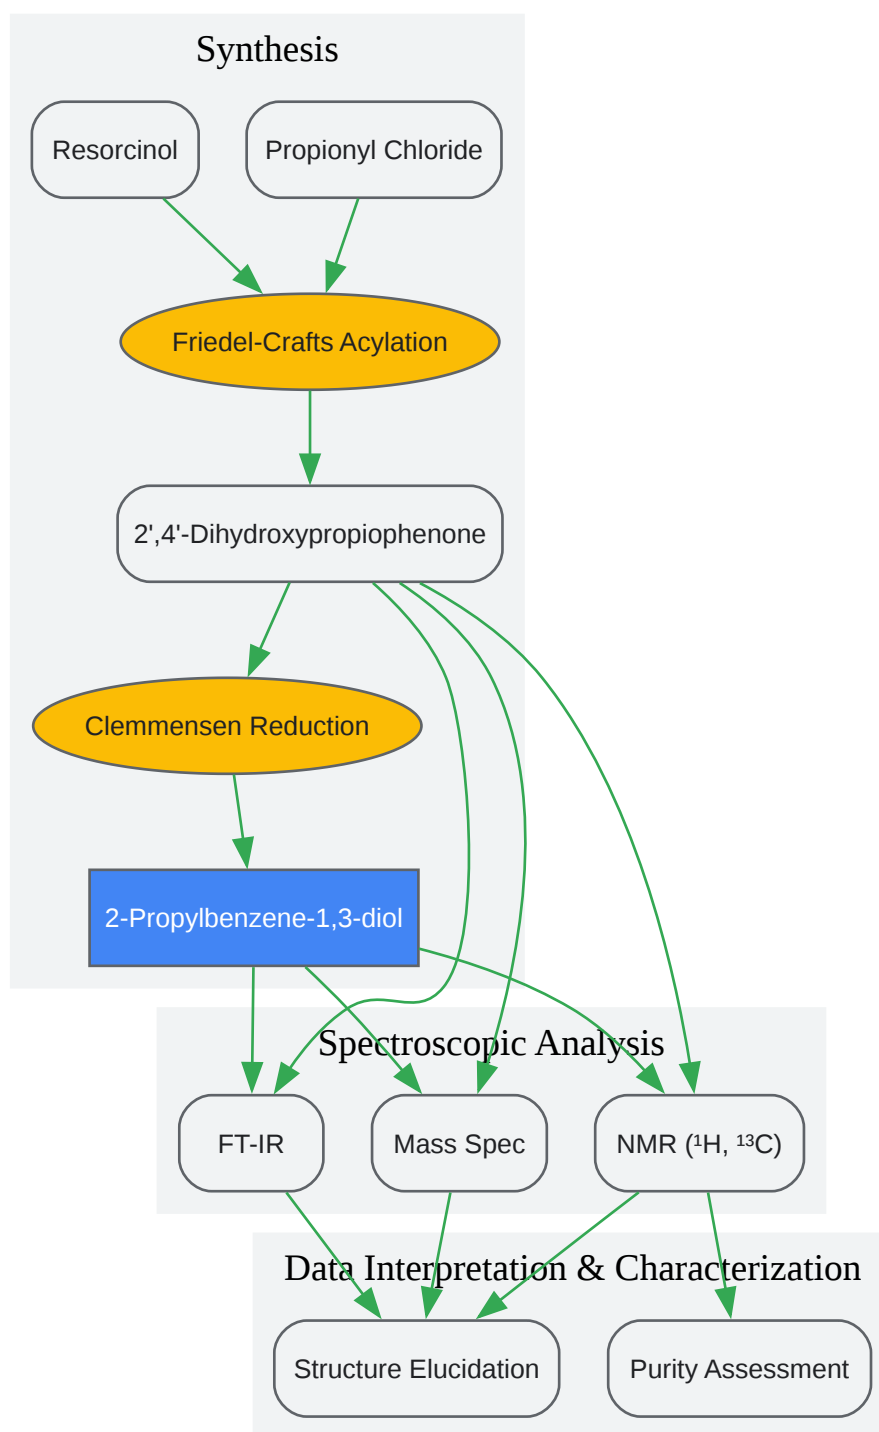 Synthesis
Resorcinol
Propionyl Chloride
Friedel-Crafts Acylation
2',4'-Dihydroxypropiophenone
Clemmensen Reduction
2-Propylbenzene-1,3-diol
Spectroscopic Analysis
FT-IR
Mass Spec
NMR (¹H, ¹³C)
Data Interpretation & Characterization
Structure Elucidation
Purity Assessment